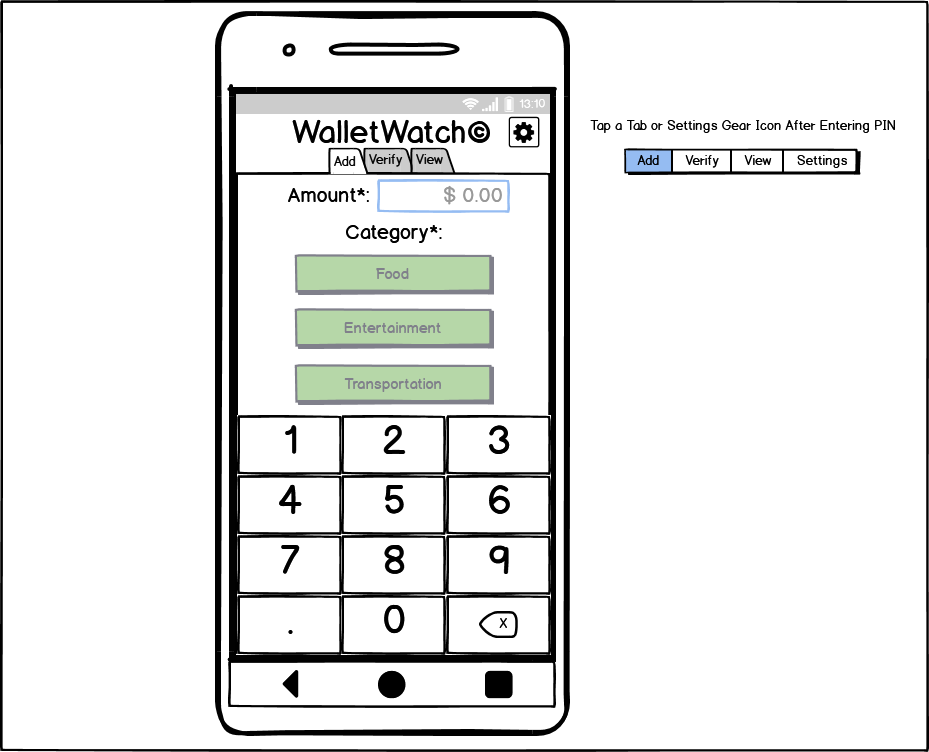 13:10
WalletWatch©
Add Verify View
Amount*: $ 0.00
Category*:
Food
Entertainment
Transportation
1 2 3
4 5 6
7 8 9
. 0 X
Tap a Tab or Settings Gear Icon After Entering PIN
Add Verify View Settings